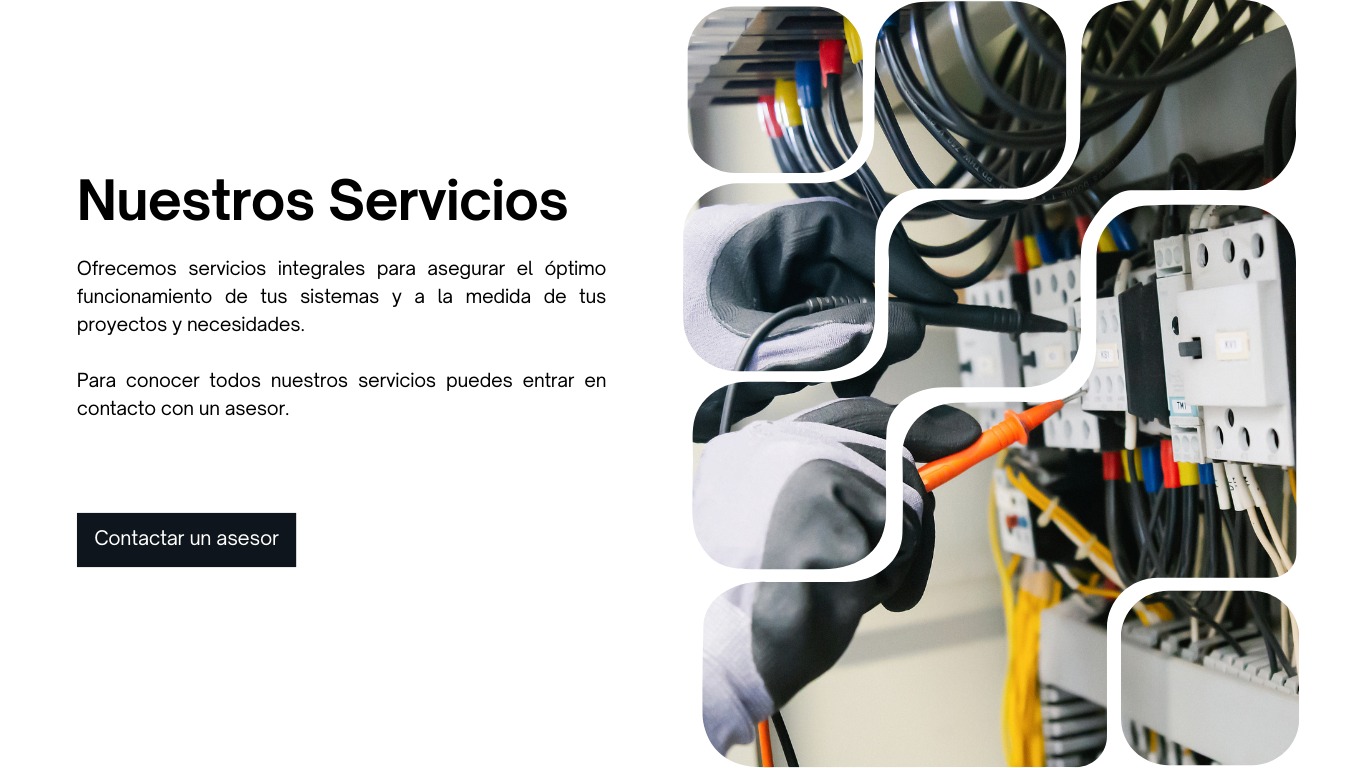 Nuestros Servicios
Ofrecemos servicios integrales para asegurar el óptimo
funcionamiento de tus sistemas y a la medida de tus
proyectos y necesidades.
Para conocer todos nuestros servicios puedes entrar en
contacto con un asesor.
Contactar un asesor
TM1